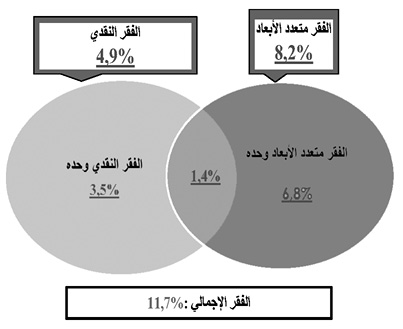 الفقر متعدد الأبعاد
8,2%
الفقر النقدي
4,9%
الفقر متعدد الأبعاد وحده
6,8%
1,4%
الفقر النقدي وحده
3,5%
الفقر الإجمالي :11,7%